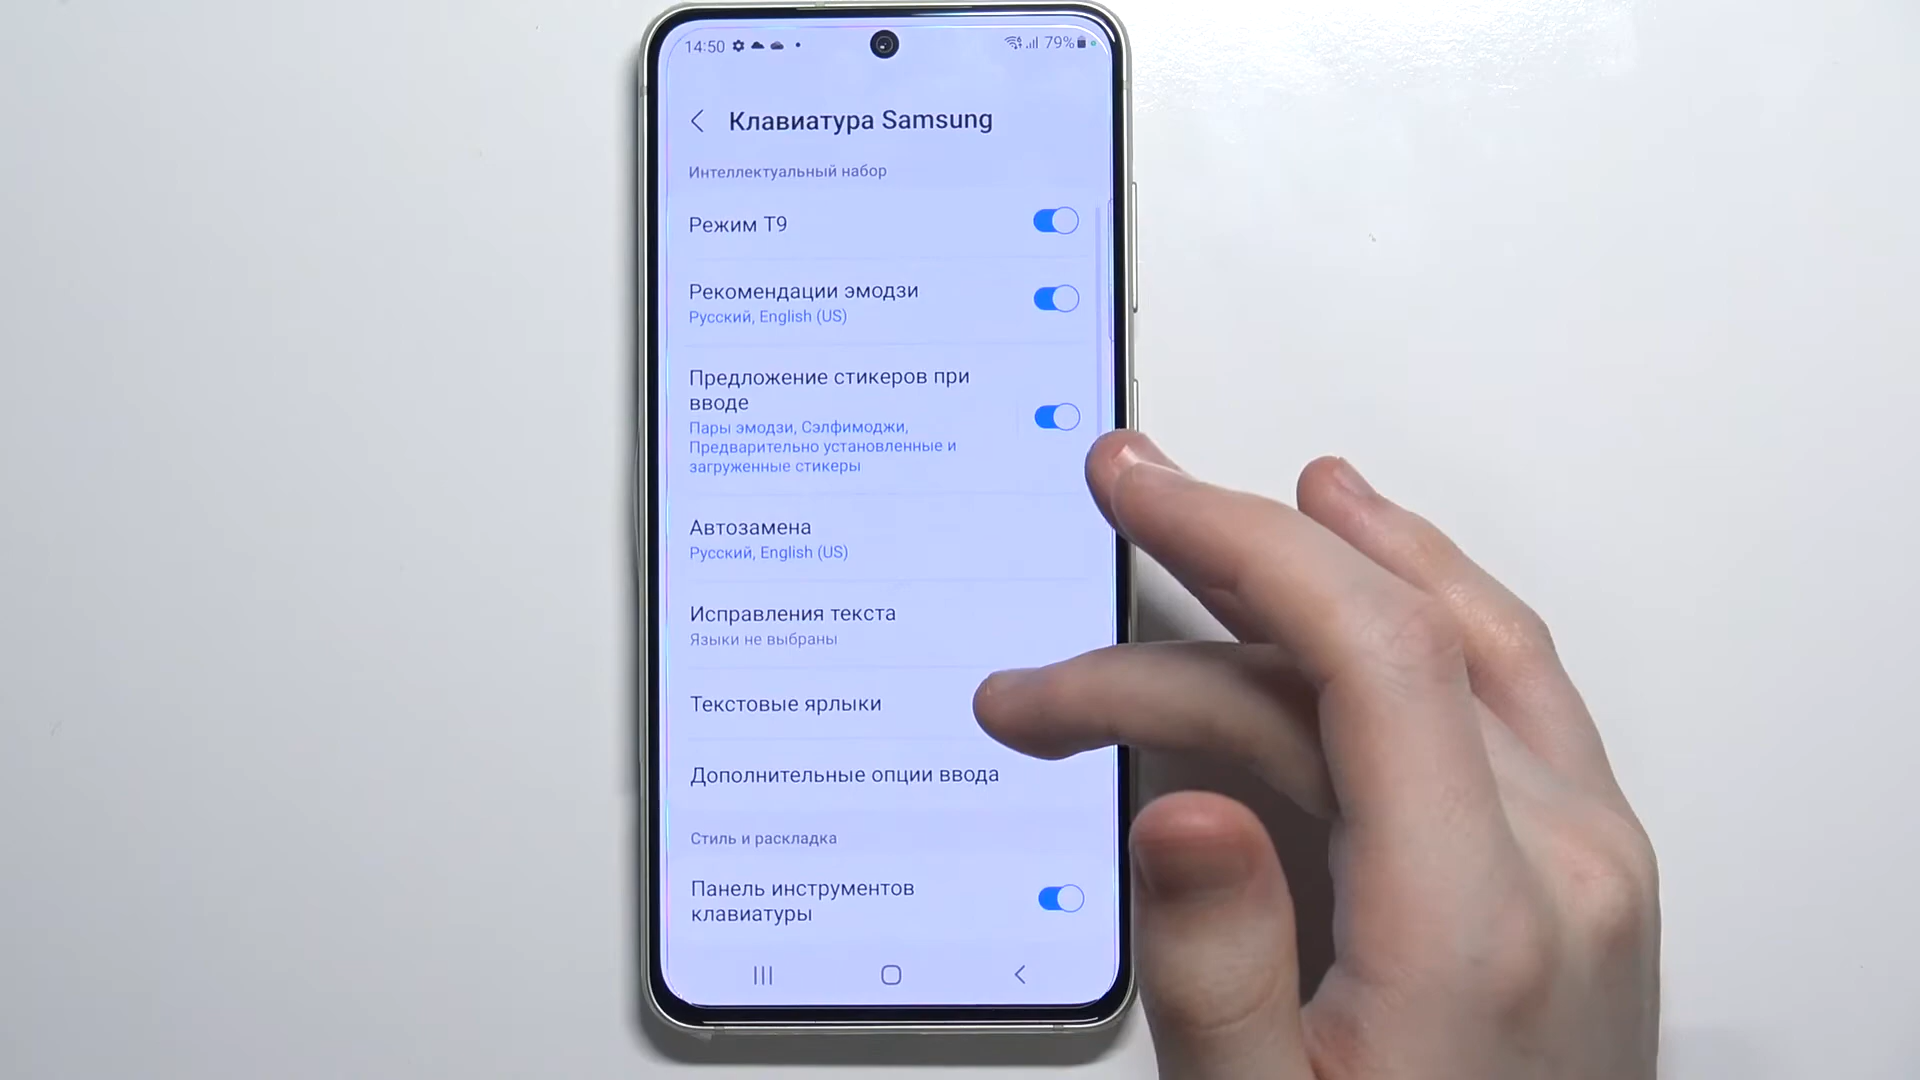 14:50
79%
Клавиатура Samsung
Интеллектуальный набор
Режим T9
Рекомендации эмодзи
Русский, English (US)
Предложение стикеров при
вводе
Пары эмодзи, Сэлфимоджи,
Предварительно установленные и
загруженные стикеры
Автозамена
Русский, English (US)
Исправления текста
Языки не выбраны
Текстовые ярлыки
Дополнительные опции ввода
Стиль и раскладка
Панель инструментов
клавиатуры